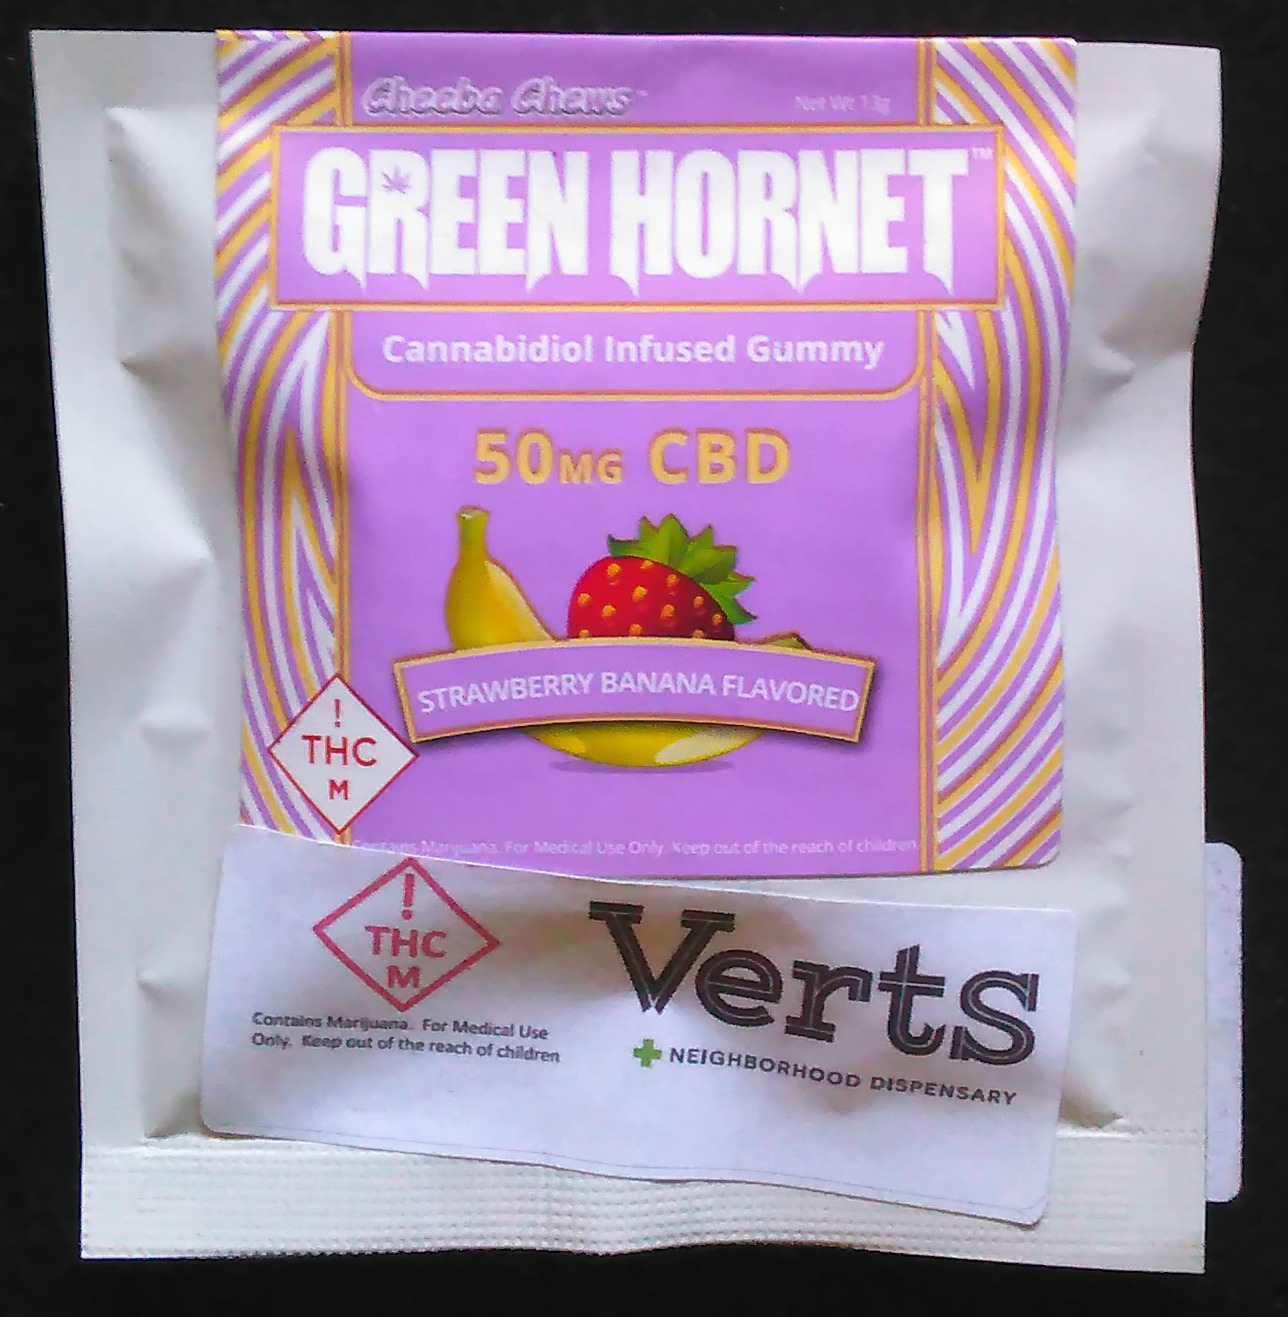 Cheeba Chews™
Net Wt 13g
GREEN HORNET™
Cannabidiol Infused Gummy
50MG CBD
STRAWBERRY BANANA FLAVORED
!
THC
M
Contains Marijuana. For Medical Use Only. Keep out of the reach of children
!
THC
M
Contains Marijuana. For Medical Use
Only. Keep out of the reach of children
Verts
NEIGHBORHOOD DISPENSARY